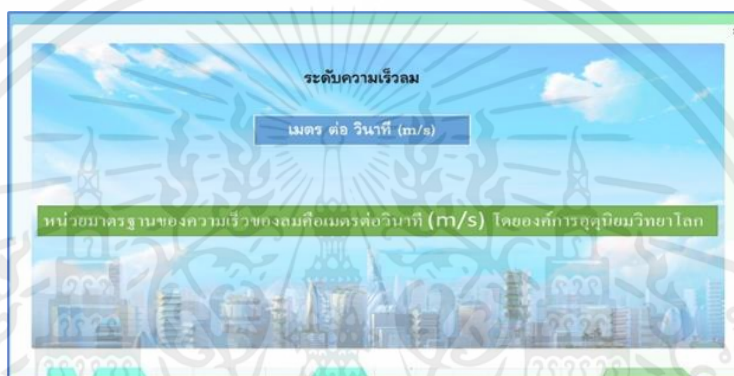 ระดับความเร็วลม
เมตร ต่อ วินาที (m/s)
หน่วยมาตรฐานของความเร็วของลมคือเมตรต่อวินาที (m/s) โดยองค์การอุตุนิยมวิทยาโลก